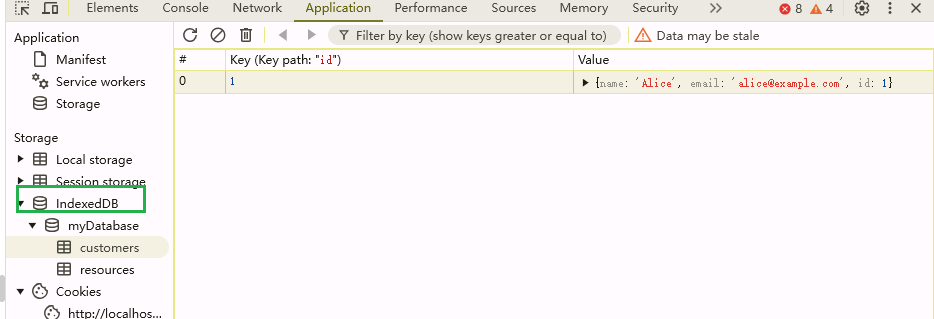 Elements Console Network Application Performance Sources Memory Security 8 4
Application
Manifest
Service workers
Storage
Storage
Local storage
Session storage
IndexedDB
myDatabase
customers
resources
Cookies
http://localhos...
Filter by key (show keys greater or equal to) Data may be stale
# Key (Key path: "id") Value
0 1 {name: 'Alice', email: 'alice@example.com', id: 1}